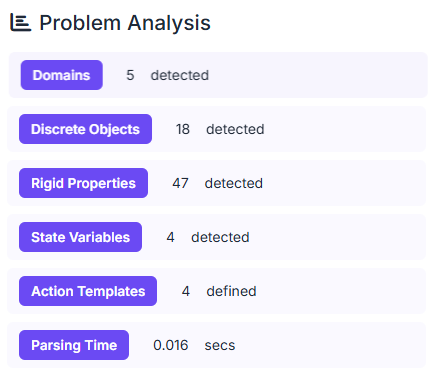 Problem Analysis
Domains 5 detected
Discrete Objects 18 detected
Rigid Properties 47 detected
State Variables 4 detected
Action Templates 4 defined
Parsing Time 0.016 secs